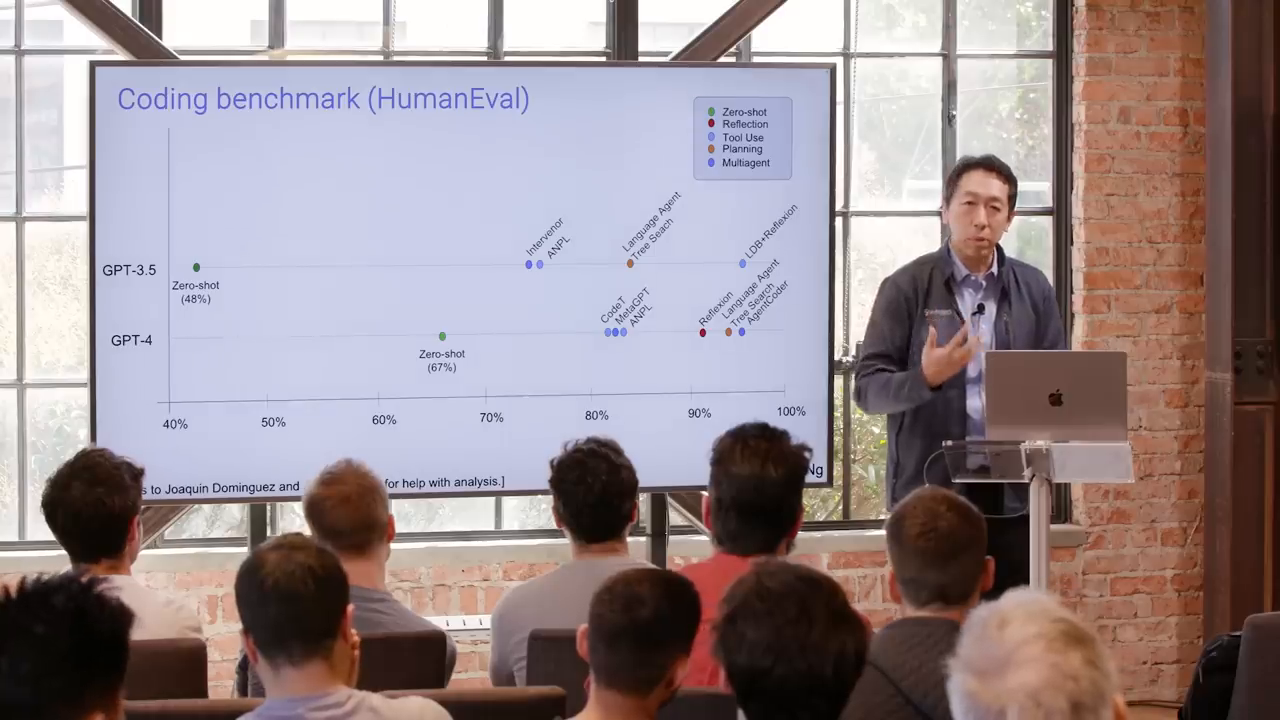 Coding benchmark (HumanEval)
Zero-shot
Reflection
Tool Use
Planning
Multiagent
GPT-3.5
Zero-shot
(48%)
Intervenor
ANPL
Language Agent
Tree Seach
LDB+Reflexion
GPT-4
Zero-shot
(67%)
CodeT
MetaGPT
ANPL
Reflexion
Language Agent
Tree Search
AgentCoder
40%
50%
60%
70%
80%
90%
100%
s to Joaquin Dominguez and for help with analysis.]
Ng